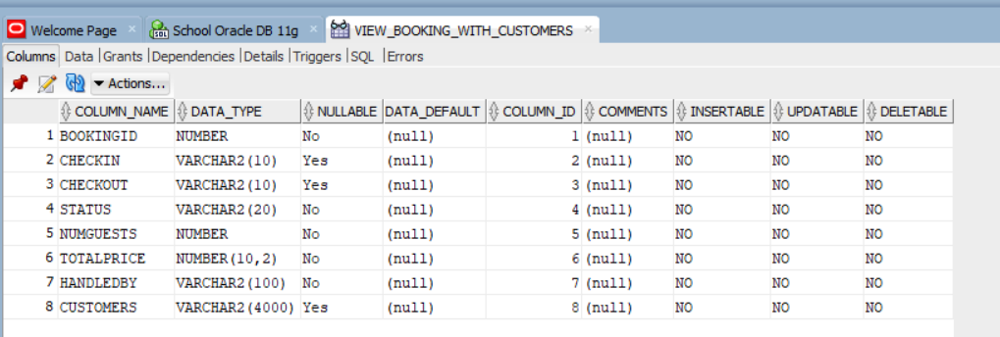 Welcome Page × School Oracle DB 11g × VIEW_BOOKING_WITH_CUSTOMERS ×
Columns Data |Grants |Dependencies |Details |Triggers |SQL |Errors
Actions...
COLUMN_NAME DATA_TYPE NULLABLE DATA_DEFAULT COLUMN_ID COMMENTS INSERTABLE UPDATABLE DELETABLE
1 BOOKINGID NUMBER No (null) 1 (null) NO NO NO
2 CHECKIN VARCHAR2(10) Yes (null) 2 (null) NO NO NO
3 CHECKOUT VARCHAR2(10) Yes (null) 3 (null) NO NO NO
4 STATUS VARCHAR2(20) No (null) 4 (null) NO NO NO
5 NUMGUESTS NUMBER No (null) 5 (null) NO NO NO
6 TOTALPRICE NUMBER(10,2) No (null) 6 (null) NO NO NO
7 HANDLEDBY VARCHAR2(100) No (null) 7 (null) NO NO NO
8 CUSTOMERS VARCHAR2(4000) Yes (null) 8 (null) NO NO NO